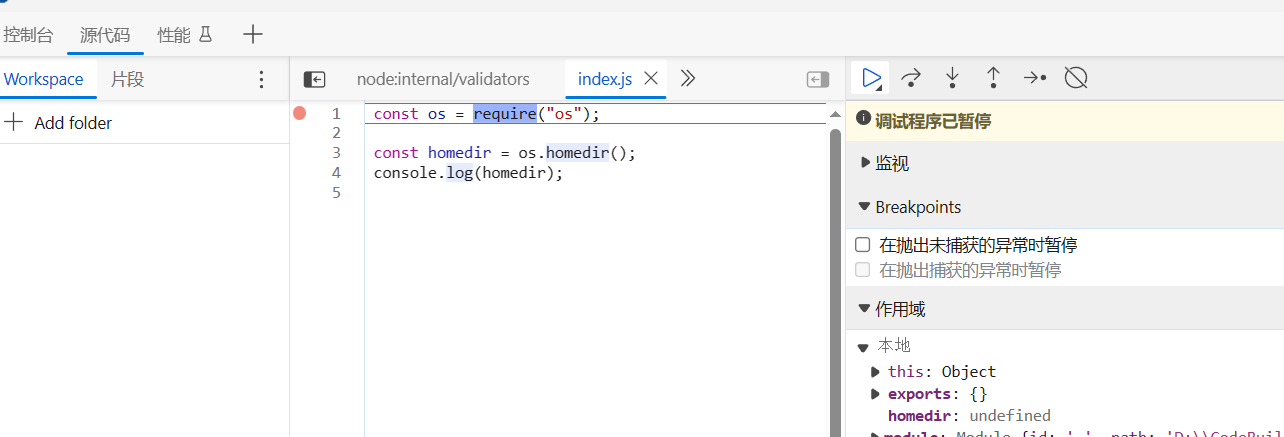 控制台 源代码 性能
Workspace 片段
node:internal/validators index.js
Add folder
1 const os = require("os");
2
3 const homedir = os.homedir();
4 console.log(homedir);
5
调试程序已暂停
监视
Breakpoints
在抛出未捕获的异常时暂停
在抛出捕获的异常时暂停
作用域
本地
this: Object
exports: {}
homedir: undefined
module: Module {id: '.', path: 'D:\\CodeBuil